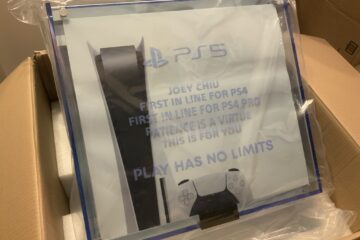 PS5
JOEY CHIU
FIRST IN LINE FOR PS4
FIRST IN LINE FOR PS4 PRO
PATIENCE IS A VIRTUE
THIS IS FOR YOU
PLAY HAS NO LIMITS